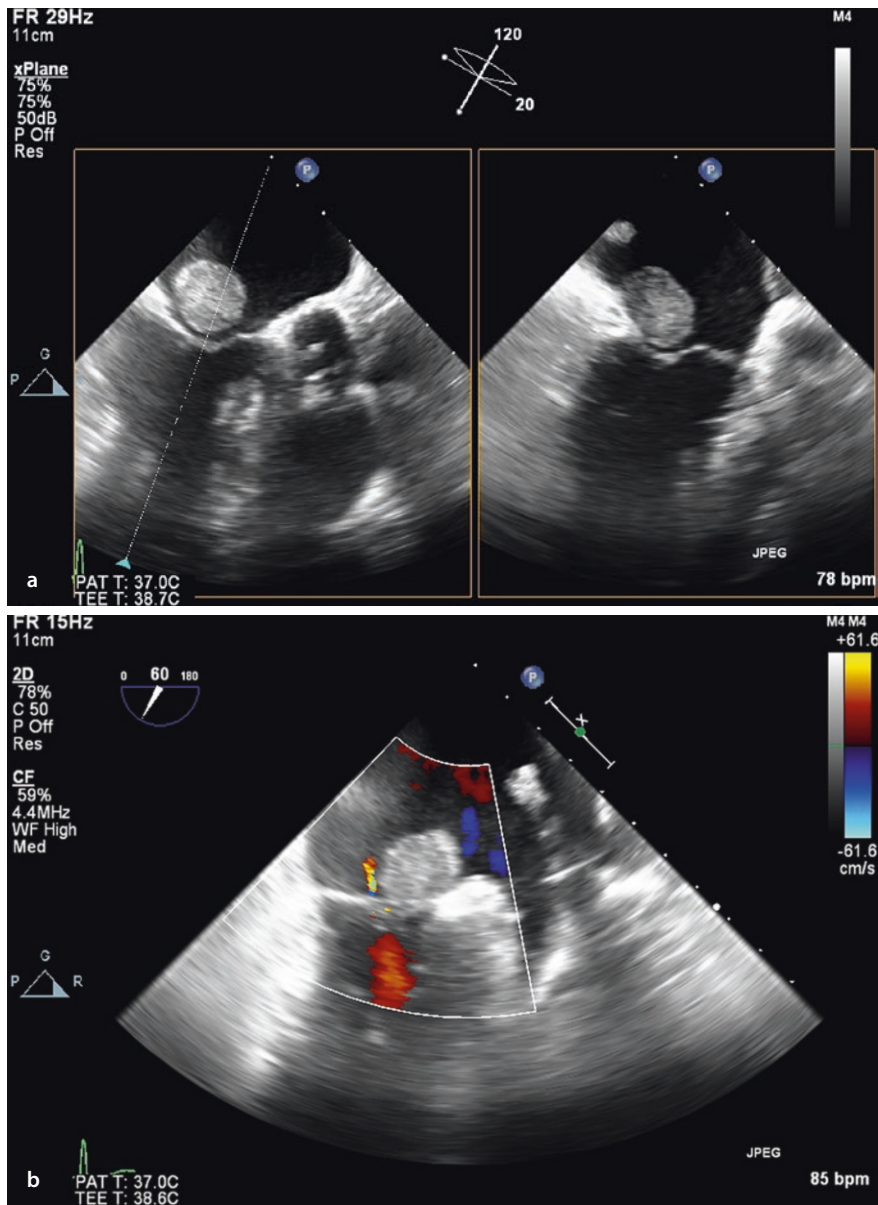 FR 29Hz
11cm
M4
xPlane
75%
75%
50dB
P Off
Res
120
20
P
P
G
P
JPEG
a
PAT T: 37.0C
TEE T: 38.7C
78 bpm
FR 15Hz
11cm
M4 M4
+61.6
2D
78%
C 50
P Off
Res
0 60 180
P
X
CF
59%
4.4MHz
WF High
Med
-61.6
cm/s
G
P R
JPEG
b
PAT T: 37.0C
TEE T: 38.6C
85 bpm